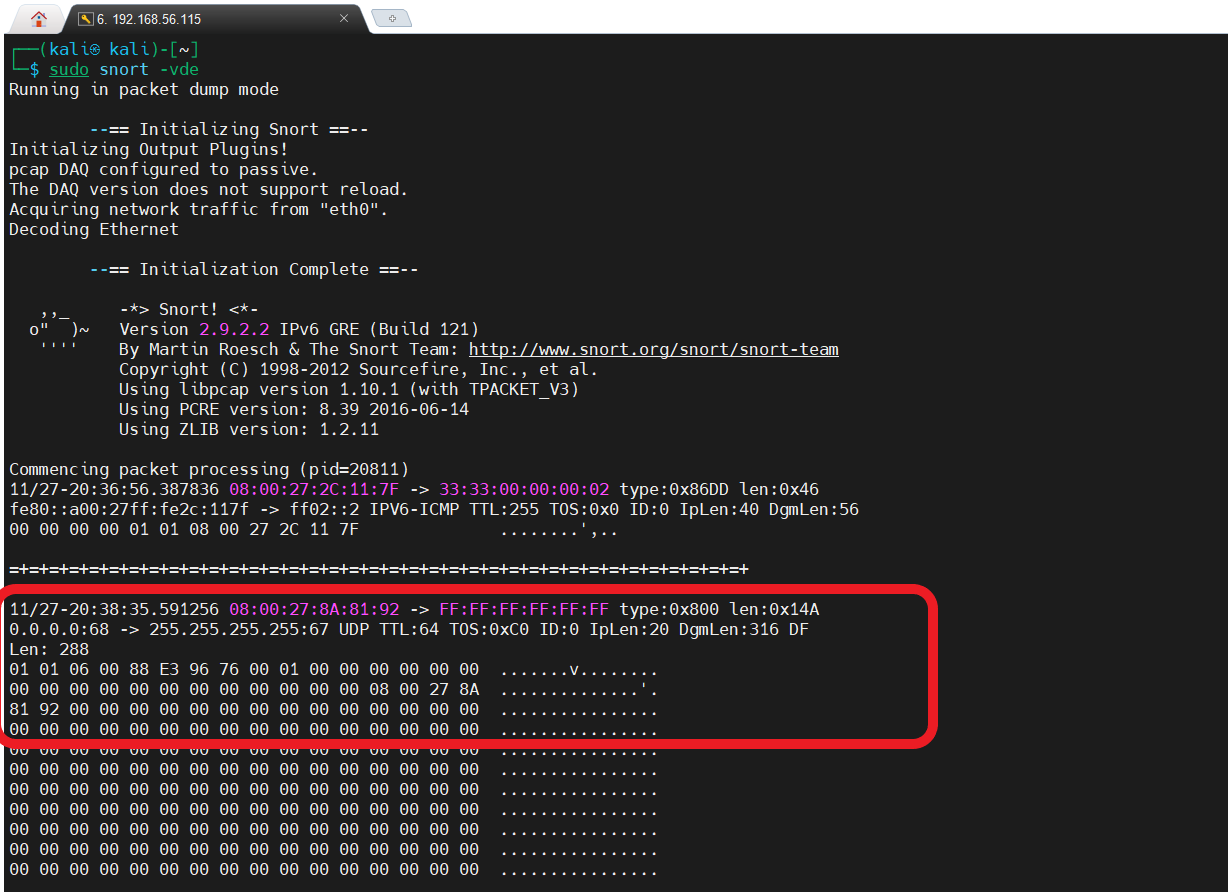 6. 192.168.56.115
┌──(kali㉿ kali)-[~]
└─$ sudo snort -vde
Running in packet dump mode
--== Initializing Snort ==--
Initializing Output Plugins!
pcap DAQ configured to passive.
The DAQ version does not support reload.
Acquiring network traffic from "eth0".
Decoding Ethernet
--== Initialization Complete ==--
,,_     -*> Snort! <*-
o"  )~   Version 2.9.2.2 IPv6 GRE (Build 121)
''''    By Martin Roesch & The Snort Team: http://www.snort.org/snort/snort-team
Copyright (C) 1998-2012 Sourcefire, Inc., et al.
Using libpcap version 1.10.1 (with TPACKET_V3)
Using PCRE version: 8.39 2016-06-14
Using ZLIB version: 1.2.11
Commencing packet processing (pid=20811)
11/27-20:36:56.387836 08:00:27:2C:11:7F -> 33:33:00:00:00:02 type:0x86DD len:0x46
fe80::a00:27ff:fe2c:117f -> ff02::2 IPV6-ICMP TTL:255 TOS:0x0 ID:0 IpLen:40 DgmLen:56
00 00 00 00 01 01 08 00 27 2C 11 7F              ........',..
=+=+=+=+=+=+=+=+=+=+=+=+=+=+=+=+=+=+=+=+=+=+=+=+=+=+=+=+=+=+=+=+=+=+=+=+=+
11/27-20:38:35.591256 08:00:27:8A:81:92 -> FF:FF:FF:FF:FF:FF type:0x800 len:0x14A
0.0.0.0:68 -> 255.255.255.255:67 UDP TTL:64 TOS:0xC0 ID:0 IpLen:20 DgmLen:316 DF
Len: 288
01 01 06 00 88 E3 96 76 00 01 00 00 00 00 00 00  .......v........
00 00 00 00 00 00 00 00 00 00 00 00 08 00 27 8A  ..............'.
81 92 00 00 00 00 00 00 00 00 00 00 00 00 00 00  ................
00 00 00 00 00 00 00 00 00 00 00 00 00 00 00 00  ................
00 00 00 00 00 00 00 00 00 00 00 00 00 00 00 00  ................
00 00 00 00 00 00 00 00 00 00 00 00 00 00 00 00  ................
00 00 00 00 00 00 00 00 00 00 00 00 00 00 00 00  ................
00 00 00 00 00 00 00 00 00 00 00 00 00 00 00 00  ................
00 00 00 00 00 00 00 00 00 00 00 00 00 00 00 00  ................
00 00 00 00 00 00 00 00 00 00 00 00 00 00 00 00  ................
00 00 00 00 00 00 00 00 00 00 00 00 00 00 00 00  ................